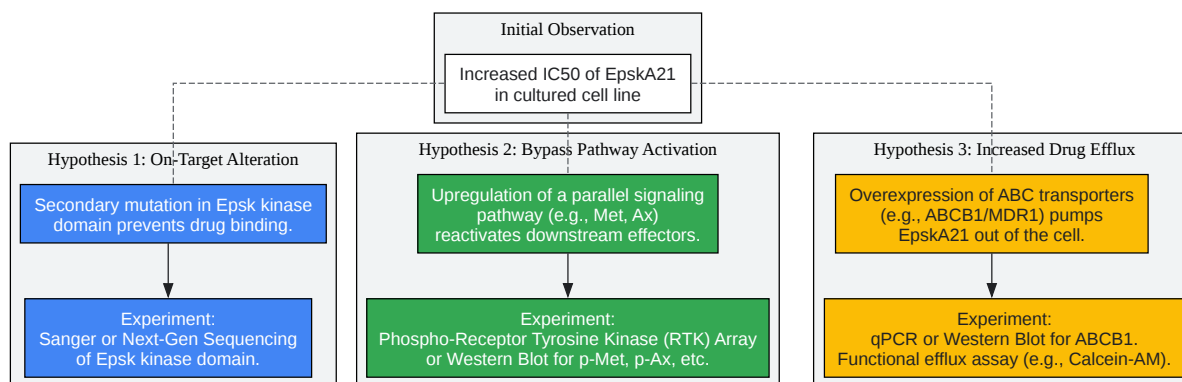 Initial Observation
Increased IC50 of EpskA21
in cultured cell line
Hypothesis 1: On-Target Alteration
Secondary mutation in Epsk kinase
domain prevents drug binding.
Experiment:
Sanger or Next-Gen Sequencing
of Epsk kinase domain.
Hypothesis 2: Bypass Pathway Activation
Upregulation of a parallel signaling
pathway (e.g., Met, Ax)
reactivates downstream effectors.
Experiment:
Phospho-Receptor Tyrosine Kinase (RTK) Array
or Western Blot for p-Met, p-Ax, etc.
Hypothesis 3: Increased Drug Efflux
Overexpression of ABC transporters
(e.g., ABCB1/MDR1) pumps
EpskA21 out of the cell.
Experiment:
qPCR or Western Blot for ABCB1.
Functional efflux assay (e.g., Calcein-AM).